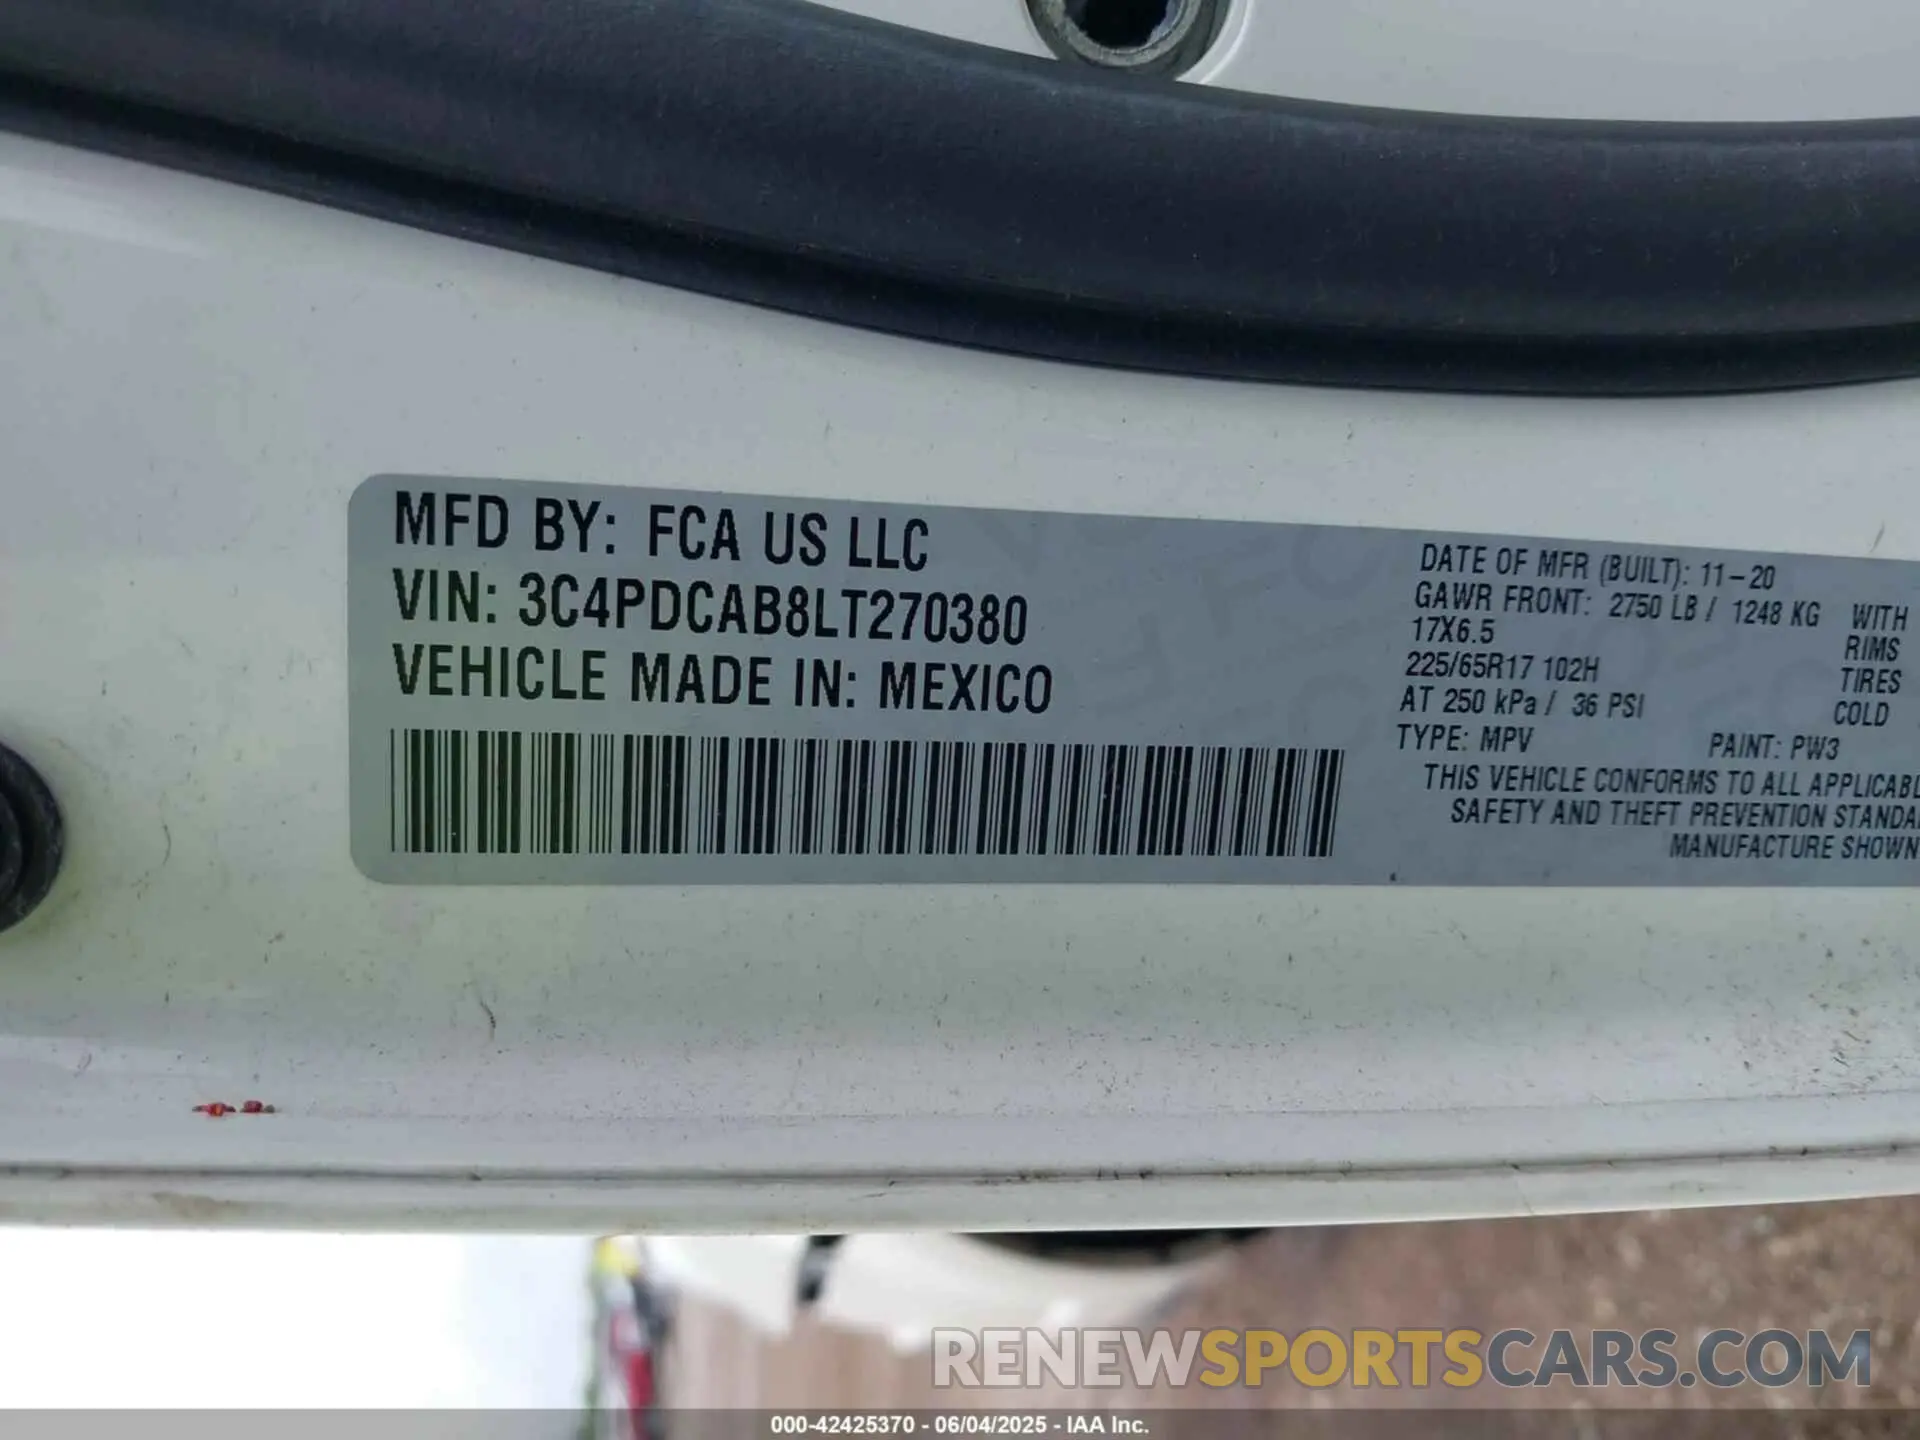 MFD BY: FCA US LLC
VIN: 3C4PDCAB8LT270380
VEHICLE MADE IN: MEXICO
DATE OF MFR (BUILT): 11-20
GAWR FRONT: 2750 LB / 1248 KG WITH
17X6.5 RIMS
225/65R17 102H TIRES
AT 250 kPa / 36 PSI COLD
TYPE: MPV PAINT: PW3
THIS VEHICLE CONFORMS TO ALL
SAFETY AND THEFT PREVENTION
MANUFACTURE SHOWN
RENEWSPORTSCARS.COM
000-42425370 - 06/04/2025 - IAA Inc.